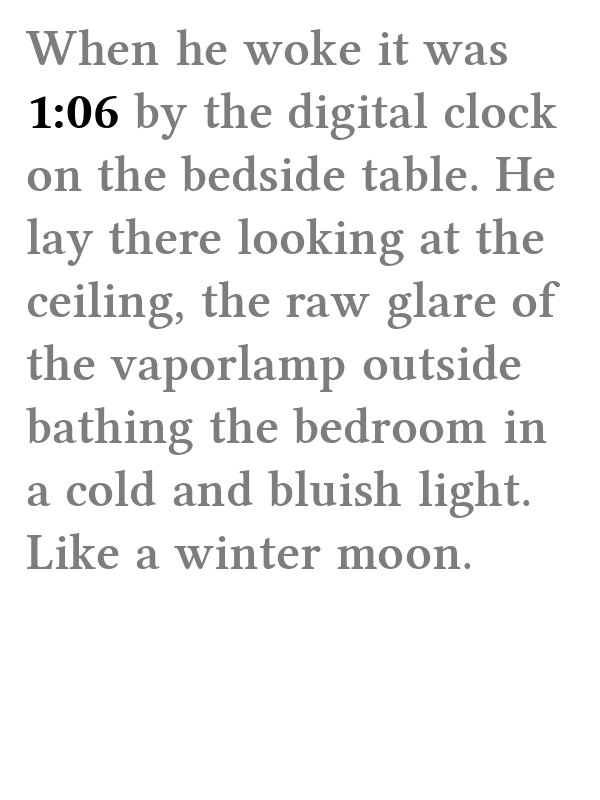 When he woke it was
1:06 by the digital clock
on the bedside table. He
lay there looking at the
ceiling, the raw glare of
the vaporlamp outside
bathing the bedroom in
a cold and bluish light.
Like a winter moon.